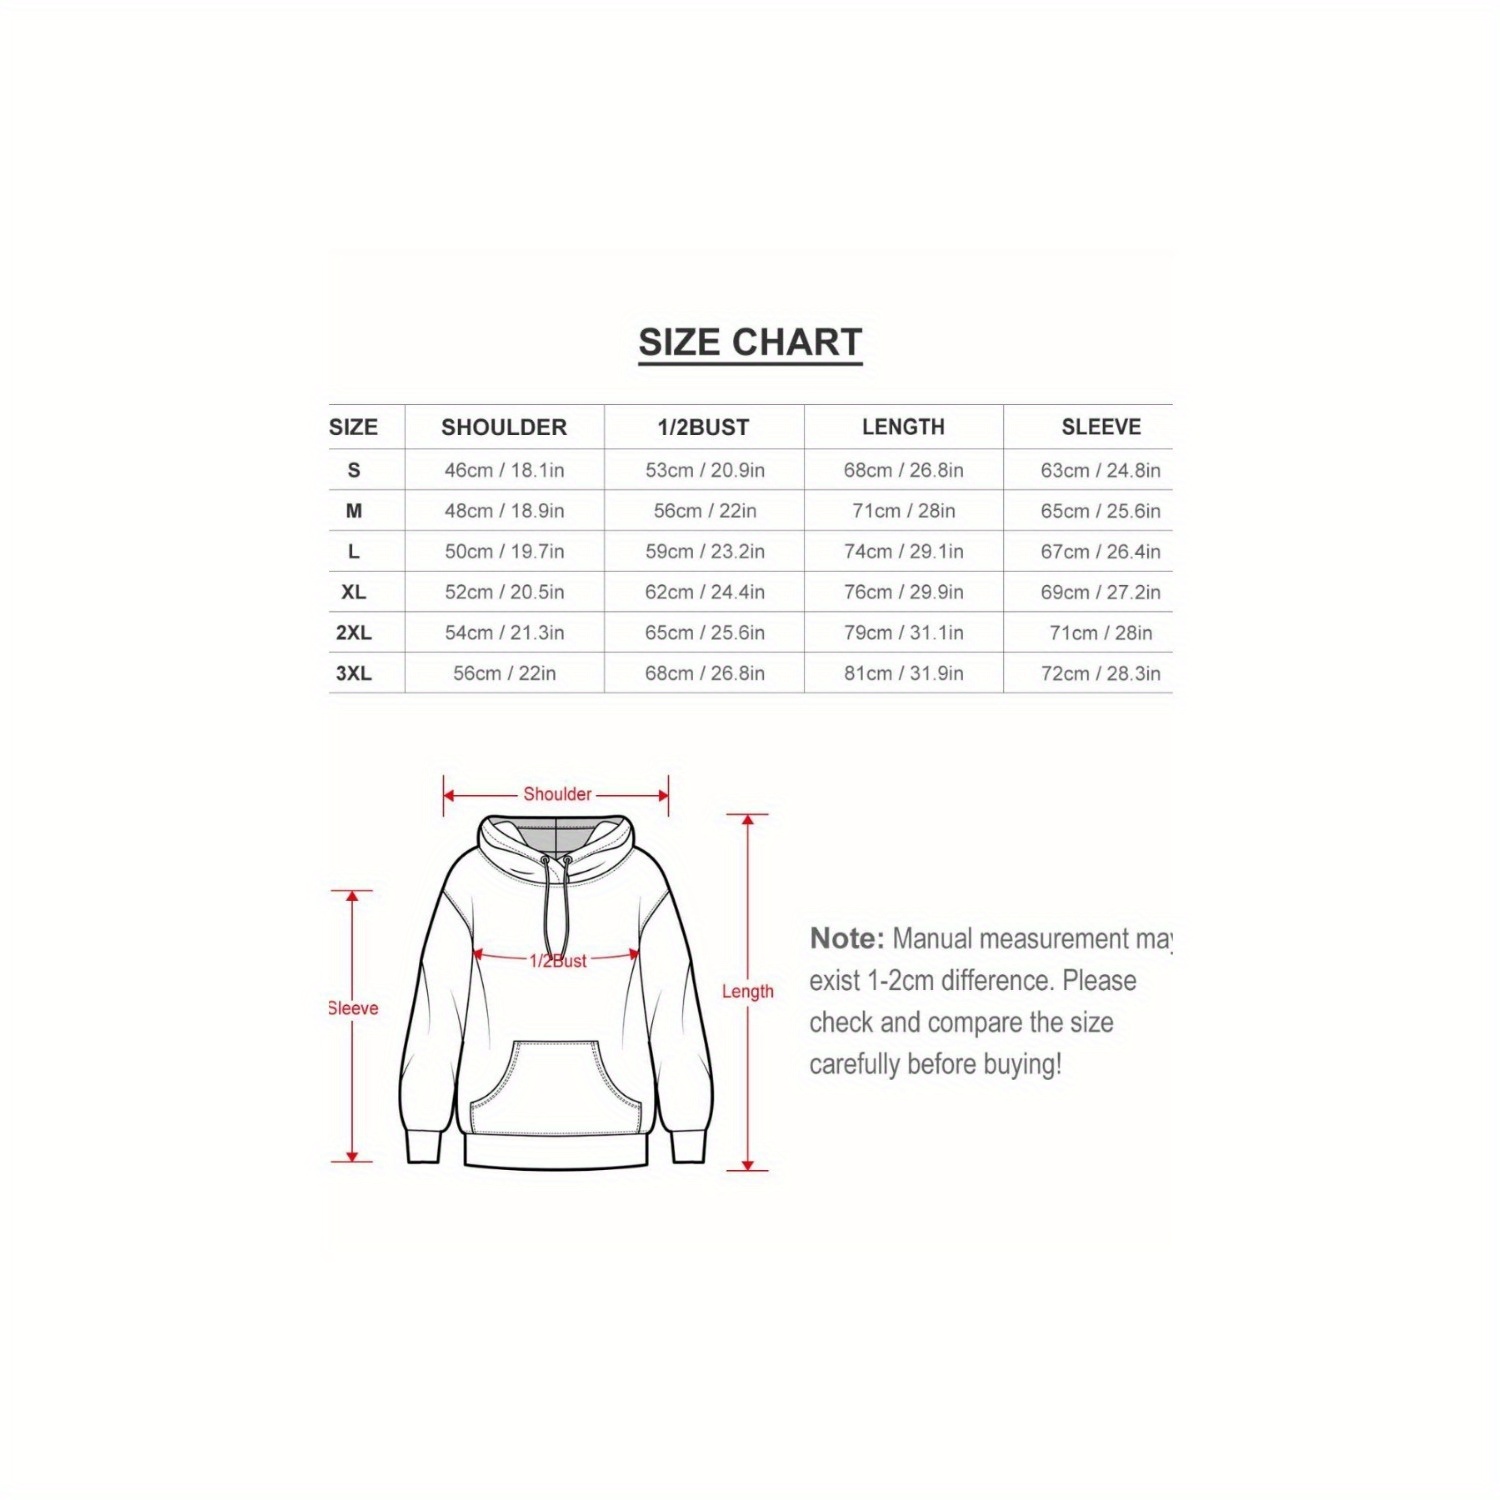 SIZE CHART
SIZE SHOULDER 1/2BUST LENGTH SLEEVE
S 46cm / 18.1in 53cm / 20.9in 68cm / 26.8in 63cm / 24.8in
M 48cm / 18.9in 56cm / 22in 71cm / 28in 65cm / 25.6in
L 50cm / 19.7in 59cm / 23.2in 74cm / 29.1in 67cm / 26.4in
XL 52cm / 20.5in 62cm / 24.4in 76cm / 29.9in 69cm / 27.2in
2XL 54cm / 21.3in 65cm / 25.6in 79cm / 31.1in 71cm / 28in
3XL 56cm / 22in 68cm / 26.8in 81cm / 31.9in 72cm / 28.3in
Shoulder
1/2Bust
Length
Sleeve
Note: Manual measurement may
exist 1-2cm difference. Please
check and compare the size
carefully before buying!